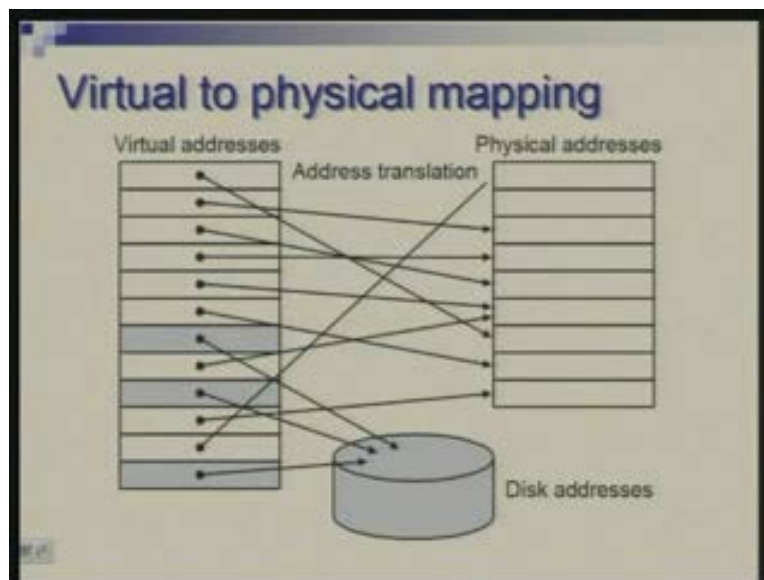 Virtual to physical mapping
Virtual addresses
Physical addresses
Address translation
Disk addresses